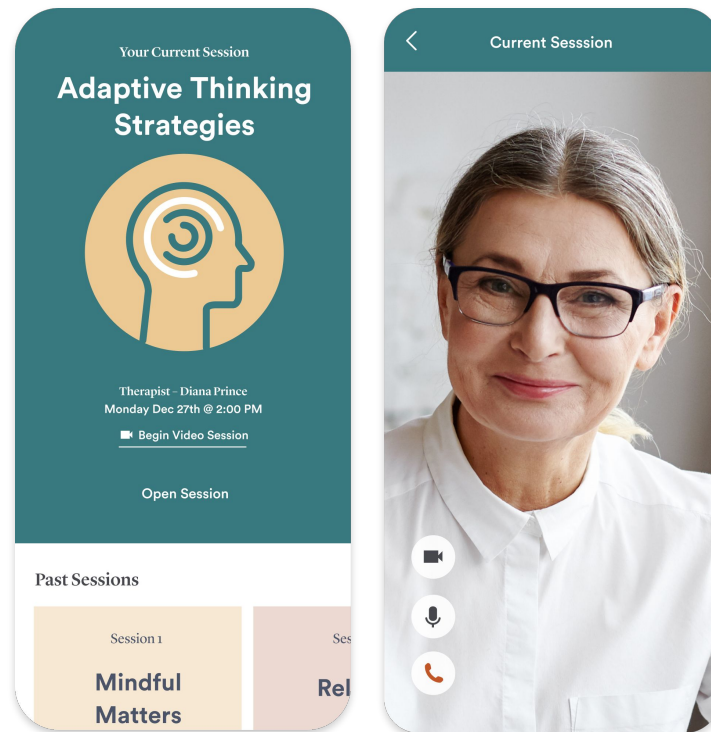 Your Current Session
Adaptive Thinking
Strategies
Therapist – Diana Prince
Monday Dec 27th @ 2:00 PM
Begin Video Session
Open Session
Past Sessions
Session 1
Mindful
Matters
Current Sesssion